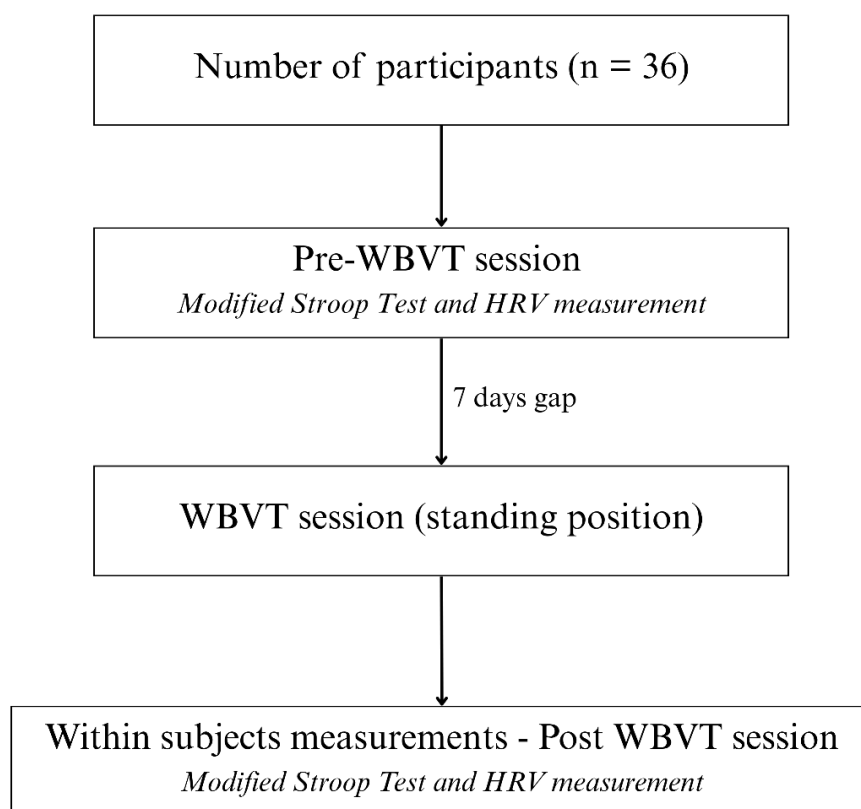 Number of participants (n = 36)
Pre-WBVT session
Modified Stroop Test and HRV measurement
7 days gap
WBVT session (standing position)
Within subjects measurements - Post WBVT session
Modified Stroop Test and HRV measurement